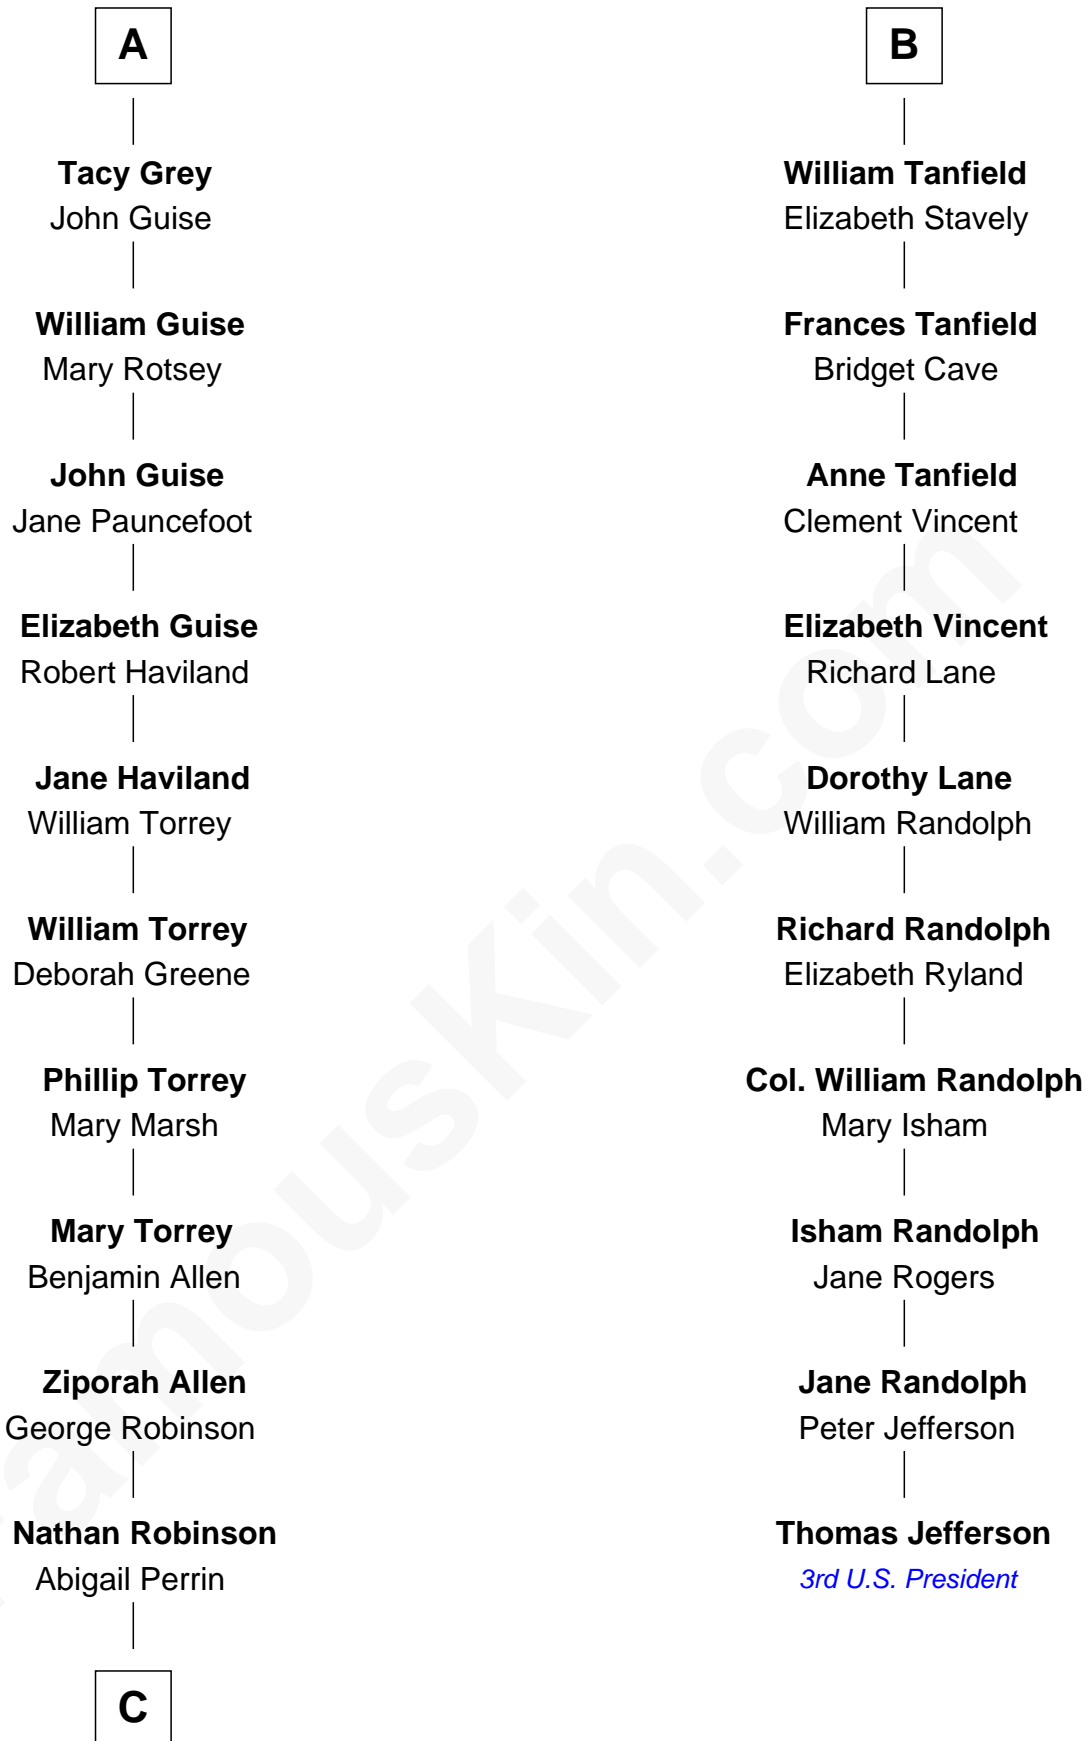 A
Tacy Grey
John Guise
William Guise
Mary Rotsey
John Guise
Jane Pauncefoot
Elizabeth Guise
Robert Haviland
Jane Haviland
William Torrey
William Torrey
Deborah Greene
Phillip Torrey
Mary Marsh
Mary Torrey
Benjamin Allen
Ziporah Allen
George Robinson
Nathan Robinson
Abigail Perrin
C
B
William Tanfield
Elizabeth Stavely
Frances Tanfield
Bridget Cave
Anne Tanfield
Clement Vincent
Elizabeth Vincent
Richard Lane
Dorothy Lane
William Randolph
Richard Randolph
Elizabeth Ryland
Col. William Randolph
Mary Isham
Isham Randolph
Jane Rogers
Jane Randolph
Peter Jefferson
Thomas Jefferson
3rd U.S. President
FamousKin.com